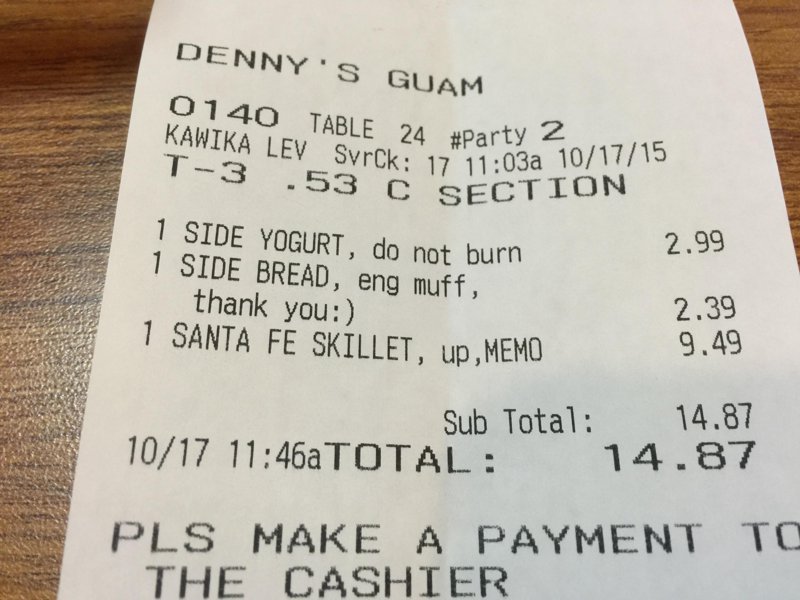 DENNY'S GUAM
0140 TABLE 24 #Party 2
KAWIKA LEV SvrCk: 17 11:03a 10/17/15
T-3 .53 C SECTION
1 SIDE YOGURT, do not burn 2.99
1 SIDE BREAD, eng muff,
thank you:) 2.39
1 SANTA FE SKILLET, up,MEMO 9.49
Sub Total: 14.87
10/17 11:46aTOTAL: 14.87
PLS MAKE A PAYMENT TO
THE CASHIER